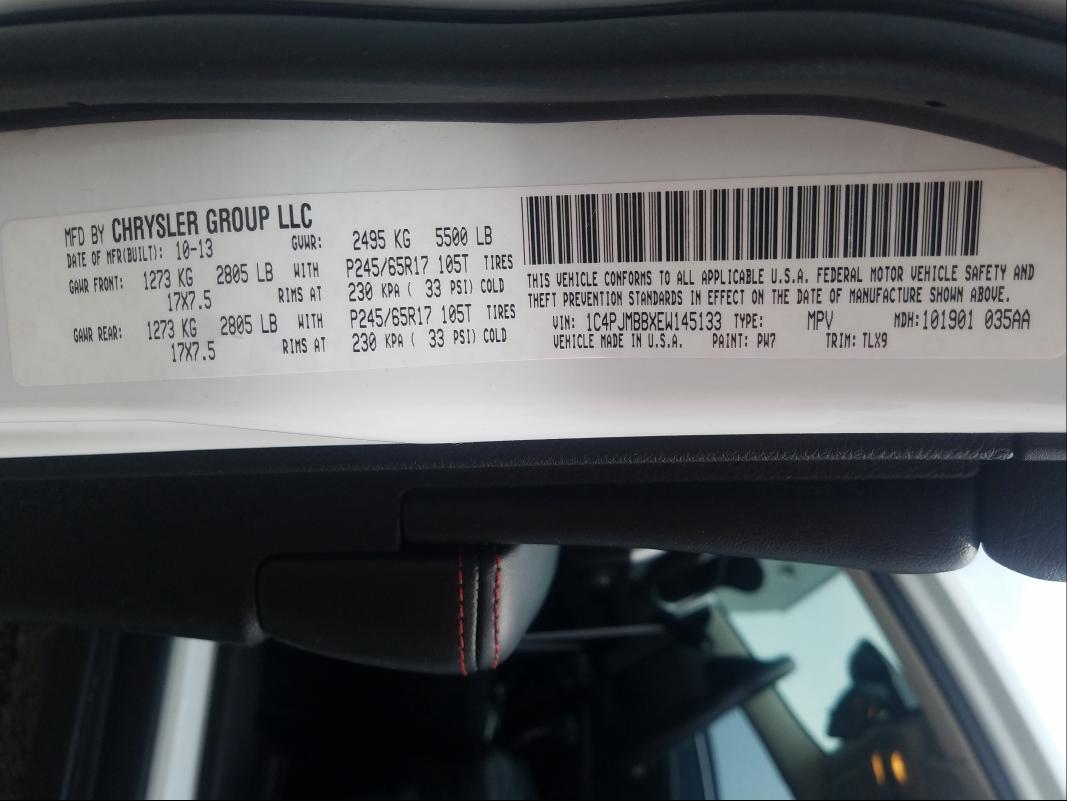 MFD BY CHRYSLER GROUP LLC
DATE OF MFR(BUILT): 10-13 GVWR: 2495 KG 5500 LB
GAWR FRONT: 1273 KG 2805 LB WITH P245/65R17 105T TIRES
17X7.5 RIMS AT 230 KPA ( 33 PSI) COLD
GAWR REAR: 1273 KG 2805 LB WITH P245/65R17 105T TIRES
17X7.5 RIMS AT 230 KPA ( 33 PSI) COLD
THIS VEHICLE CONFORMS TO ALL APPLICABLE U.S.A. FEDERAL MOTOR VEHICLE SAFETY AND
THEFT PREVENTION STANDARDS IN EFFECT ON THE DATE OF MANUFACTURE SHOWN ABOVE.
VIN: 1C4PJMBBXEW145133 TYPE: MPV MDH:101901 035AA
VEHICLE MADE IN U.S.A. PAINT: PW7 TRIM: TLX9